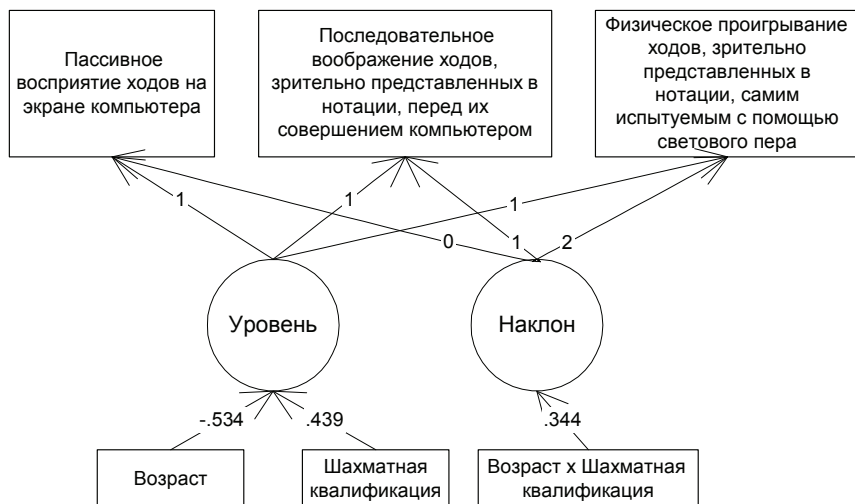 Пассивное
восприятие ходов на
экране компьютера
Последовательное
воображение ходов,
зрительно представленных в
нотации, перед их
совершением компьютером
Физическое проигрывание
ходов, зрительно
представленных в
нотации, самим
испытуемым с помощью
светового пера
1
1
1
0
1
2
Уровень
Наклон
-.534
.439
.344
Возраст
Шахматная
квалификация
Возраст х Шахматная
квалификация